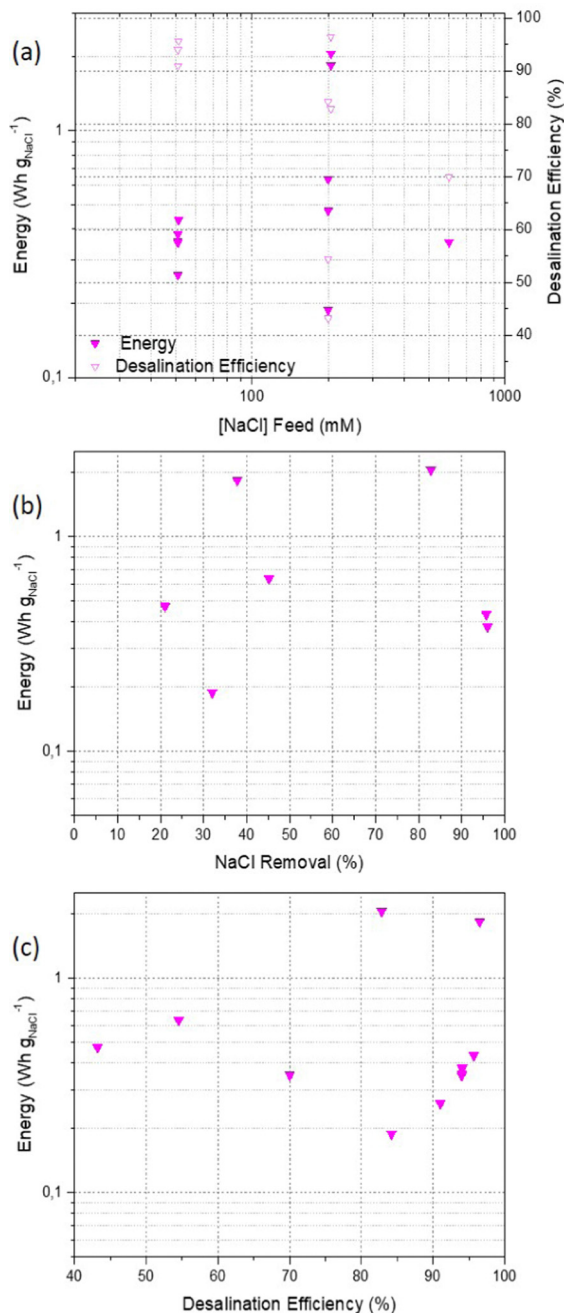 (a)
Energy (Wh g_NaCl^-1)
1
0,1
100
90
80
70
60
50
40
Desalination Efficiency (%)
Energy
Desalination Efficiency
100
1000
[NaCl] Feed (mM)
(b)
Energy (Wh g_NaCl^-1)
1
0,1
0 10 20 30 40 50 60 70 80 90 100
NaCl Removal (%)
(c)
Energy (Wh g_NaCl^-1)
1
0,1
40 50 60 70 80 90 100
Desalination Efficiency (%)